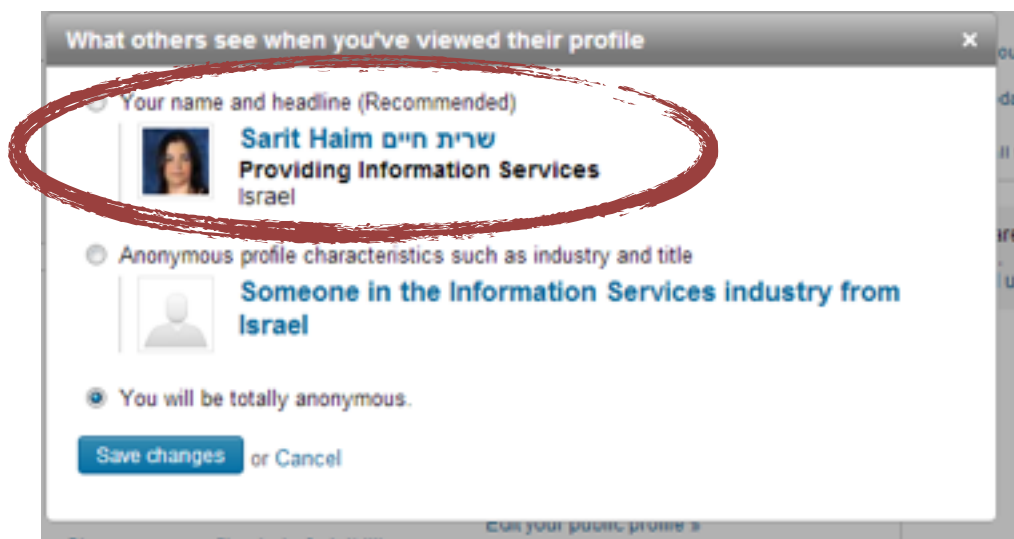 What others see when you've viewed their profile ×
Your name and headline (Recommended)
Sarit Haim שרית חיים
Providing Information Services
Israel
Anonymous profile characteristics such as industry and title
Someone in the Information Services industry from
Israel
You will be totally anonymous.
Save changes or Cancel
Edit your public profile »